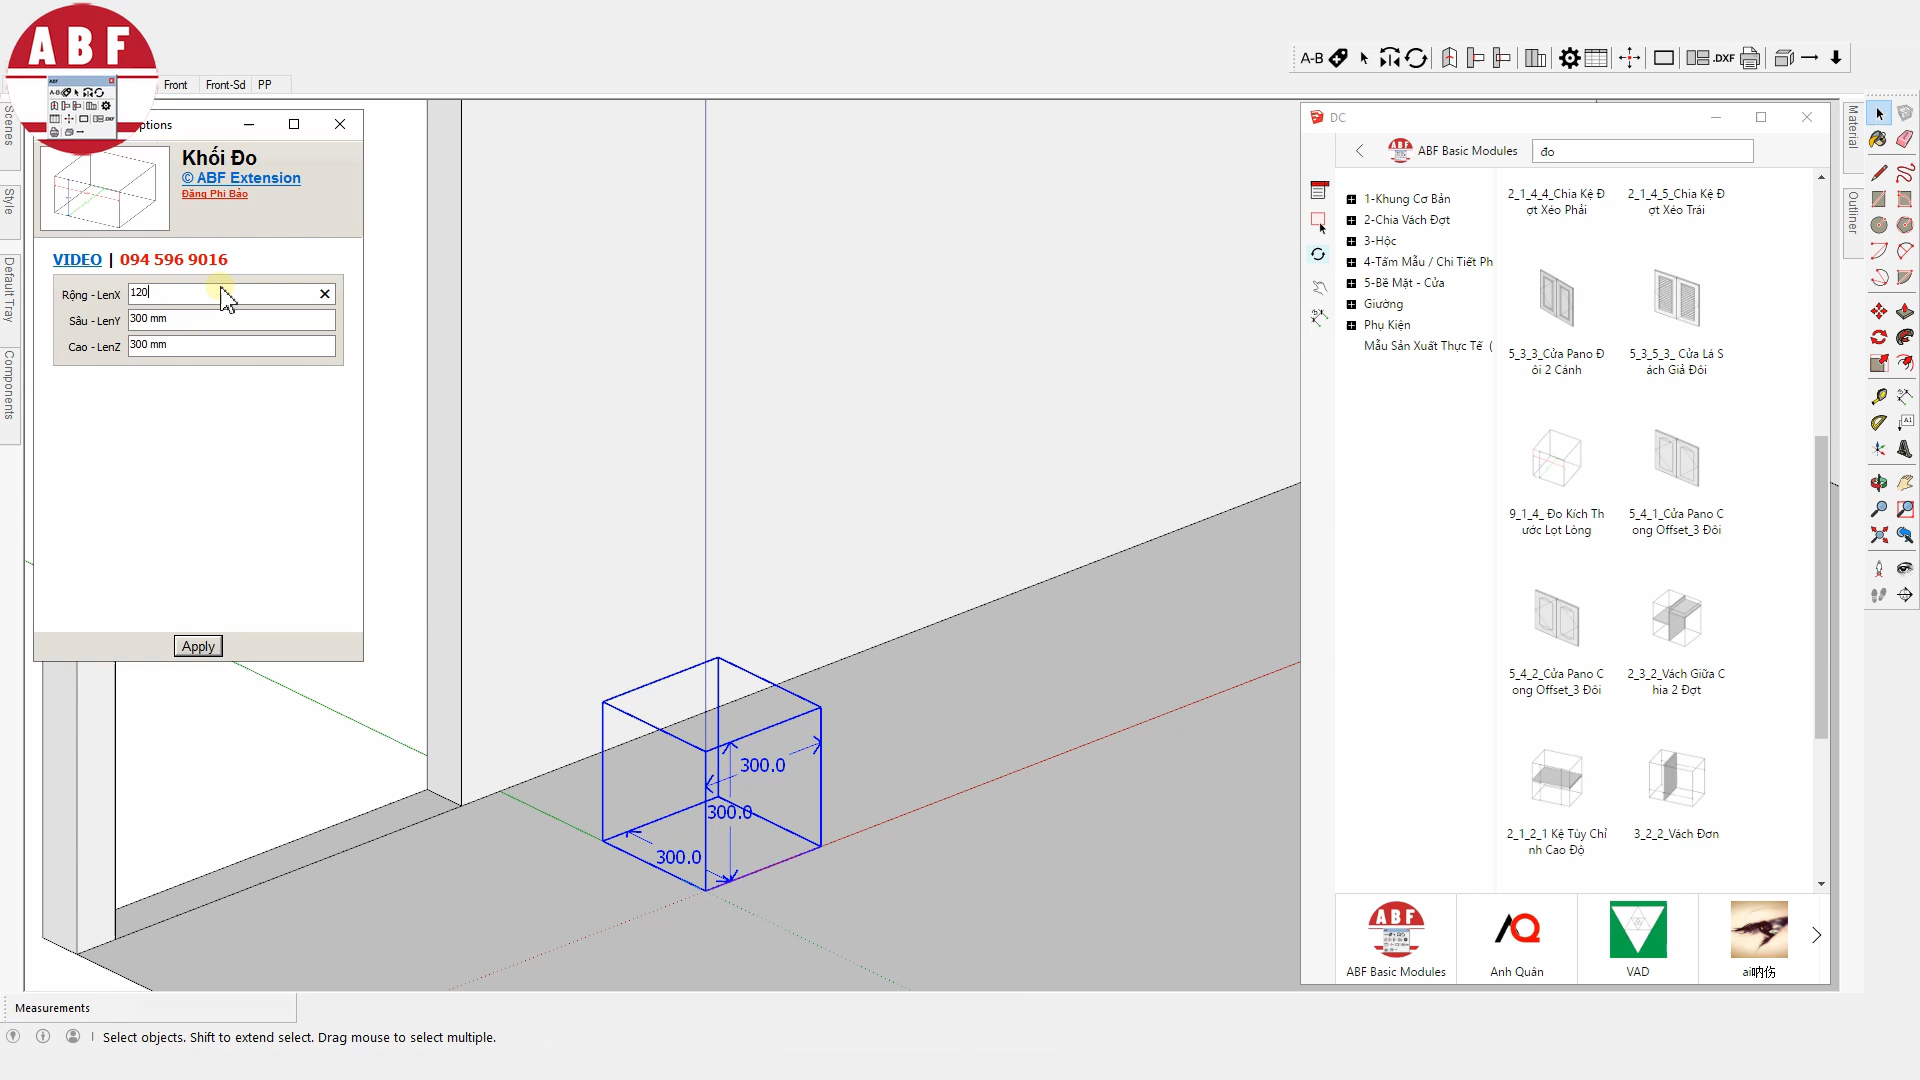 ABF
A-B
DXF
Front
Front-Sd
PP
ptions
Khối Đo
© ABF Extension
Đăng Phi Bảo
VIDEO | 094 596 9016
Rộng - LenX
120
Sâu - LenY
300 mm
Cao - LenZ
300 mm
Apply
Scenes
Style
Default Tray
Components
300.0
300.0
300.0
DC
ABF Basic Modules
đo
1-Khung Cơ Bản
2-Chia Vách Đợt
3-Hộc
4-Tấm Mẫu / Chi Tiết Ph
5-Bề Mặt - Cửa
Giường
Phụ Kiện
Mẫu Sản Xuất Thực Tế (
2_1_4_4_Chia Kệ Đ
ợt Xéo Phải
2_1_4_5_Chia Kệ Đ
ợt Xéo Trái
5_3_3_Cửa Pano Đ
ôi 2 Cánh
5_3_5_3_ Cửa Lá S
ách Giả Đôi
9_1_4_ Đo Kích Th
ước Lọt Lòng
5_4_1_Cửa Pano C
ong Offset_3 Đôi
5_4_2_Cửa Pano C
ong Offset_3 Đôi
2_3_2_Vách Giữa C
hia 2 Đợt
2_1_2_1 Kệ Tùy Chỉ
nh Cao Độ
3_2_2_Vách Đơn
ABF
ABF Basic Modules
Anh Quân
VAD
ai呐伤
Material
Outliner
Measurements
Select objects. Shift to extend select. Drag mouse to select multiple.